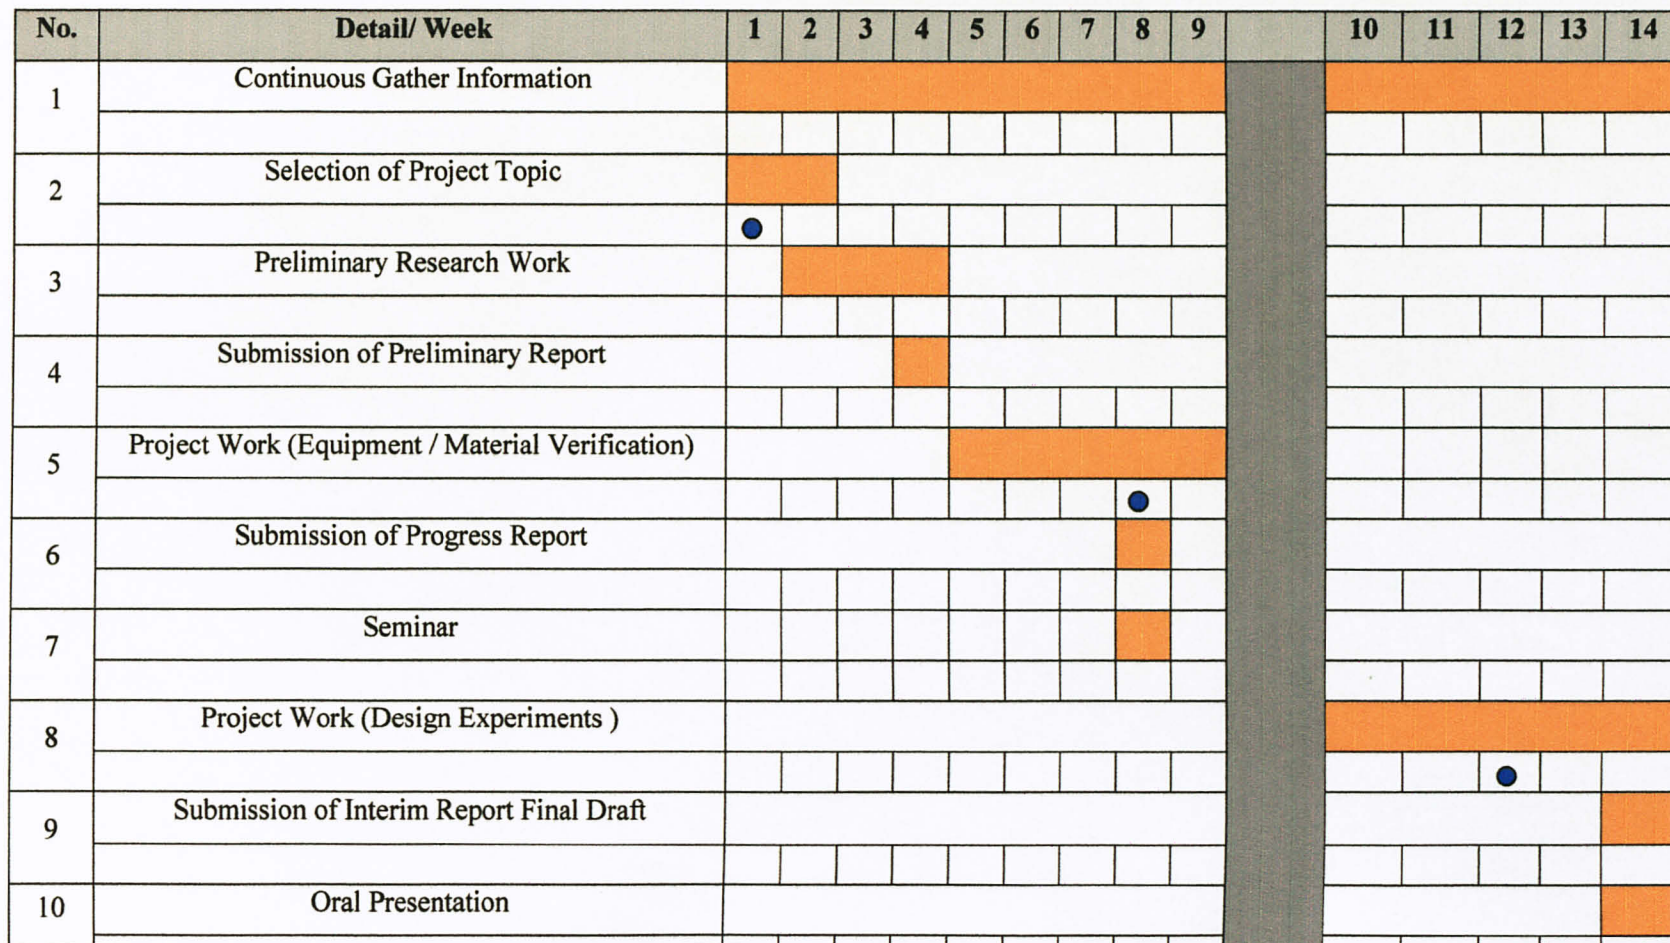 No. Detail/ Week 1 2 3 4 5 6 7 8 9 10 11 12 13 14
1 Continuous Gather Information
2 Selection of Project Topic
3 Preliminary Research Work
4 Submission of Preliminary Report
5 Project Work (Equipment / Material Verification)
6 Submission of Progress Report
7 Seminar
8 Project Work (Design Experiments )
9 Submission of Interim Report Final Draft
10 Oral Presentation